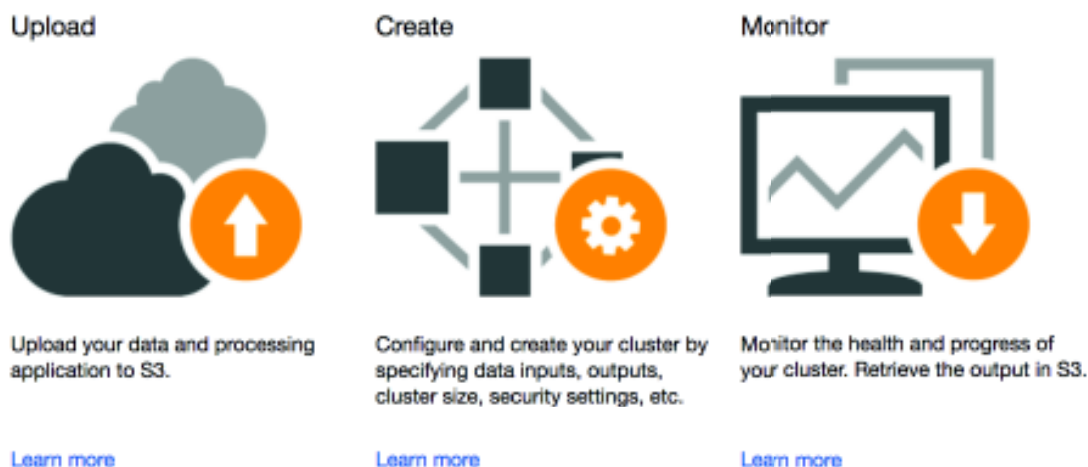 Upload
Create
Monitor
Upload your data and processing
application to S3.
Configure and create your cluster by
specifying data inputs, outputs,
cluster size, security settings, etc.
Monitor the health and progress of
your cluster. Retrieve the output in S3.
Learn more
Learn more
Learn more